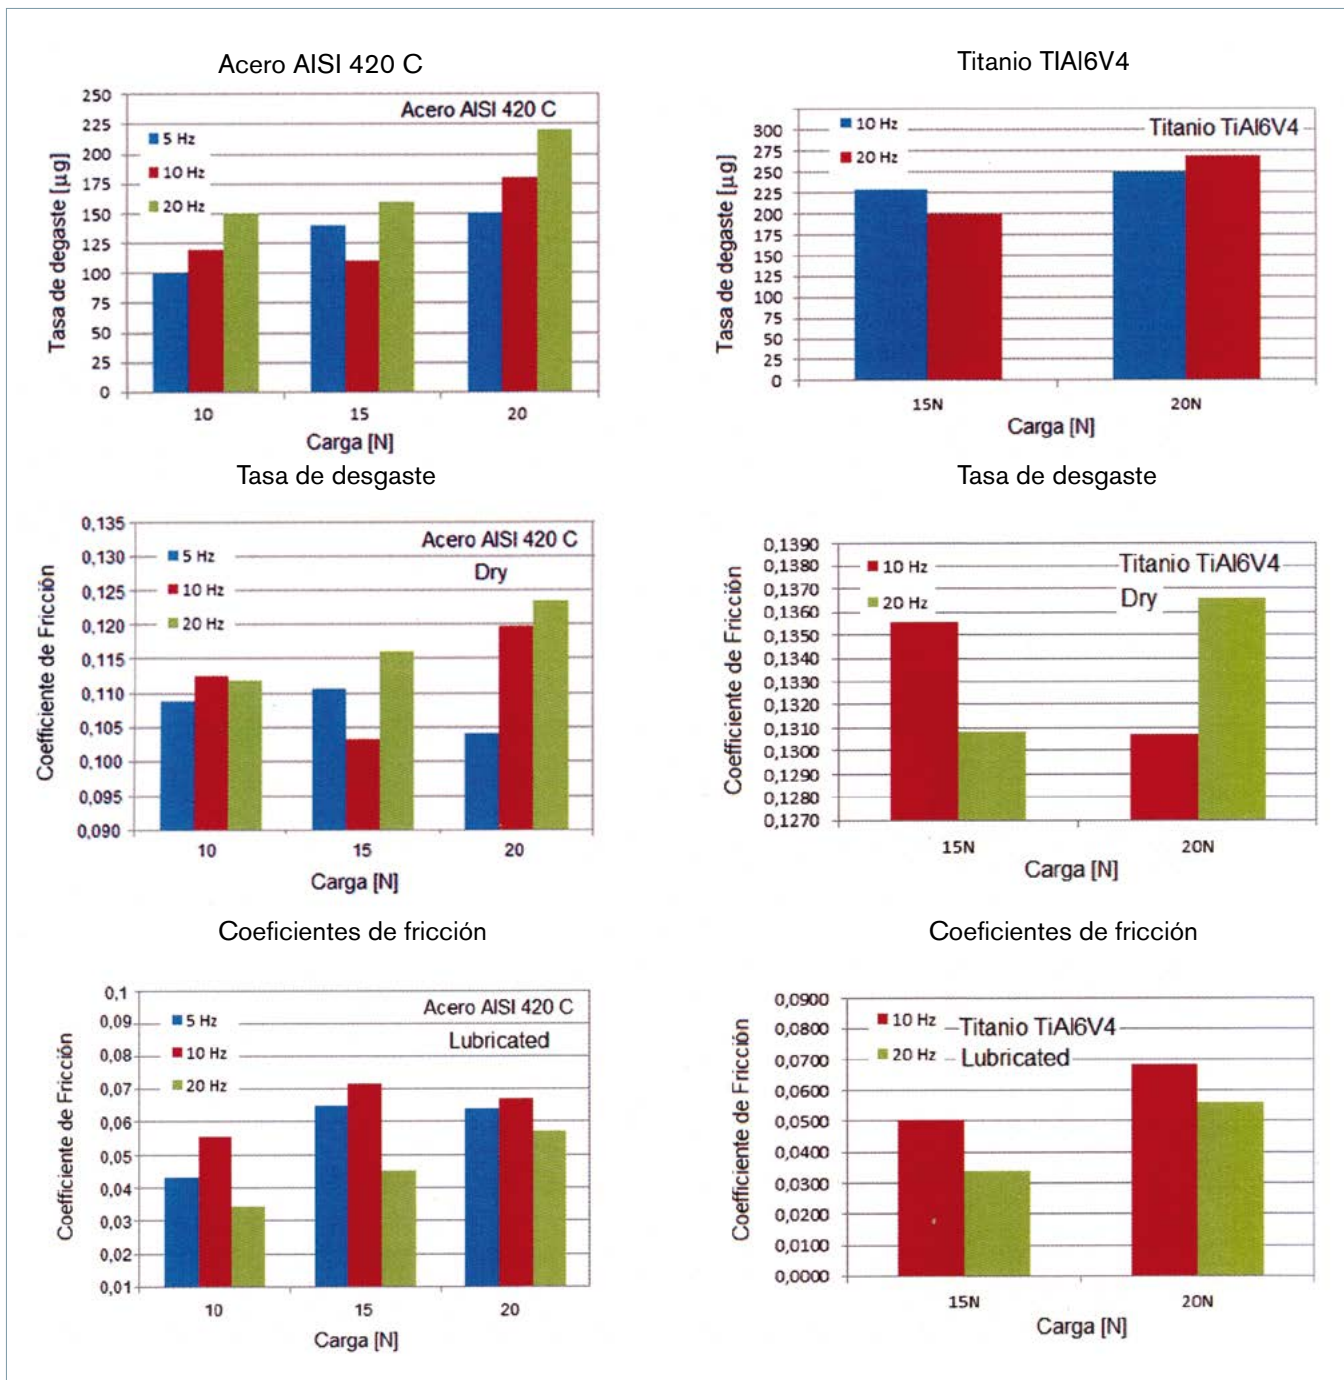 Acero AISI 420 C
250
225
200
175
150
125
100
75
50
25
0
Tasa de degaste [µg]
Acero AISI 420 C
5 Hz
10 Hz
20 Hz
10
15
20
Carga [N]
Tasa de desgaste
Titanio TIAl6V4
300
275
250
225
200
175
150
125
100
75
50
25
0
Tasa de degaste [µg]
10 Hz
20 Hz
Titanio TiAl6V4
15N
20N
Carga [N]
Tasa de desgaste
0,135
0,130
0,125
0,120
0,115
0,110
0,105
0,100
0,095
0,090
Coefficiente de Fricción
Acero AISI 420 C
Dry
5 Hz
10 Hz
20 Hz
10
15
20
Carga [N]
Coeficientes de fricción
0,1390
0,1380
0,1370
0,1360
0,1350
0,1340
0,1330
0,1320
0,1310
0,1300
0,1290
0,1280
0,1270
Coefficiente de Fricción
10 Hz
20 Hz
Titanio TiAl6V4
Dry
15N
20N
Carga [N]
Coeficientes de fricción
0,1
0,09
0,08
0,07
0,06
0,05
0,04
0,03
0,02
0,01
Coefficiente de Fricción
Acero AISI 420 C
Lubricated
5 Hz
10 Hz
20 Hz
10
15
20
Carga [N]
0,0900
0,0800
0,0700
0,0600
0,0500
0,0400
0,0300
0,0200
0,0100
0,0000
Coefficiente de Fricción
10 Hz
20 Hz
Titanio TiAl6V4
Lubricated
15N
20N
Carga [N]